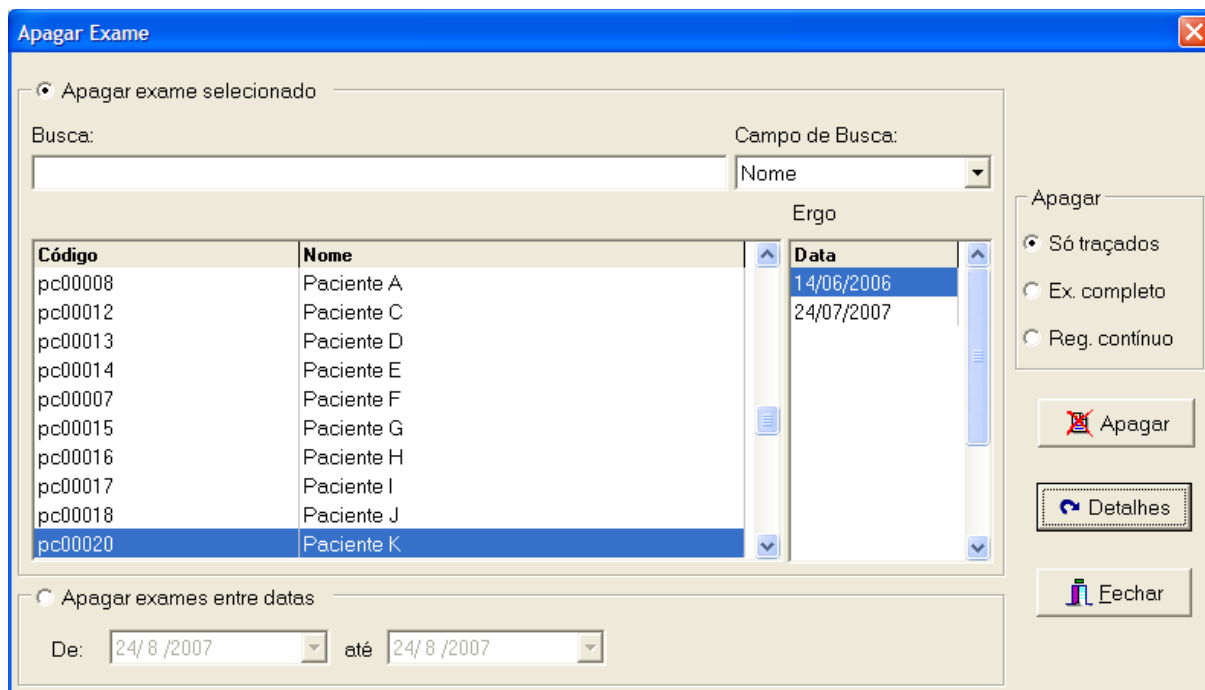 Apagar Exame
Apagar exame selecionado
Busca:
Campo de Busca:
Nome
Ergo
Código Nome
Data
pc00008 Paciente A
14/06/2006
pc00012 Paciente C
24/07/2007
pc00013 Paciente D
pc00014 Paciente E
pc00007 Paciente F
pc00015 Paciente G
pc00016 Paciente H
pc00017 Paciente I
pc00018 Paciente J
pc00020 Paciente K
Apagar
Só traçados
Ex. completo
Reg. contínuo
Apagar
Detalhes
Fechar
Apagar exames entre datas
De: 24/ 8 /2007 até 24/ 8 /2007